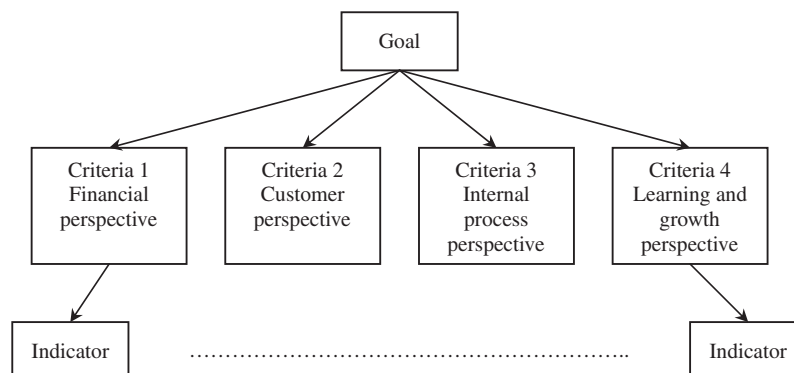 Goal
Criteria 1
Financial
perspective
Criteria 2
Customer
perspective
Criteria 3
Internal
process
perspective
Criteria 4
Learning and
growth
perspective
Indicator
…………………………………………………..
Indicator